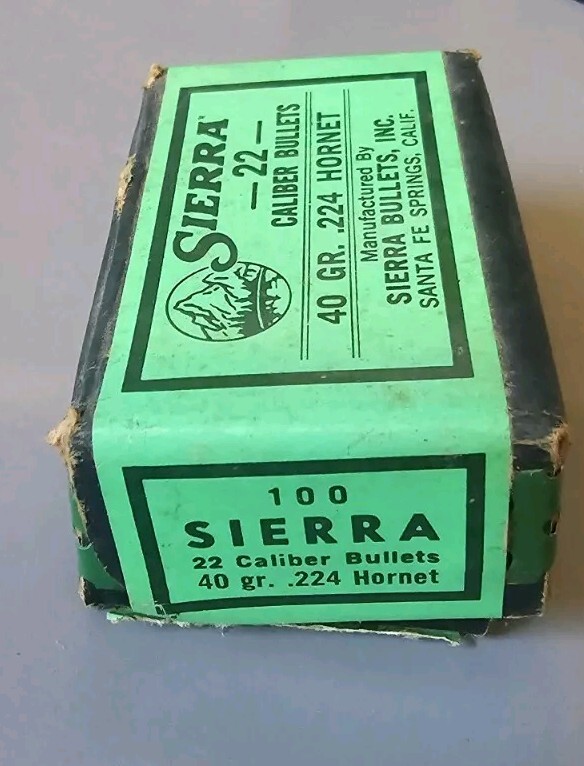 SIERRA
— 22 —
CALIBER BULLETS
40 GR. .224 HORNET
Manufactured By
SIERRA BULLETS, INC.
SANTA FE SPRINGS, CALIF.
100
SIERRA
22 Caliber Bullets
40 gr. .224 Hornet